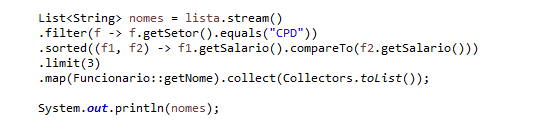 List<String> nomes = lista.stream()
.filter(f -> f.getSetor().equals("CPD"))
.sorted((f1, f2) -> f1.getSalario().compareTo(f2.getSalario()))
.limit(3)
.map(Funcionario::getNome).collect(Collectors.toList());
System.out.println(nomes);